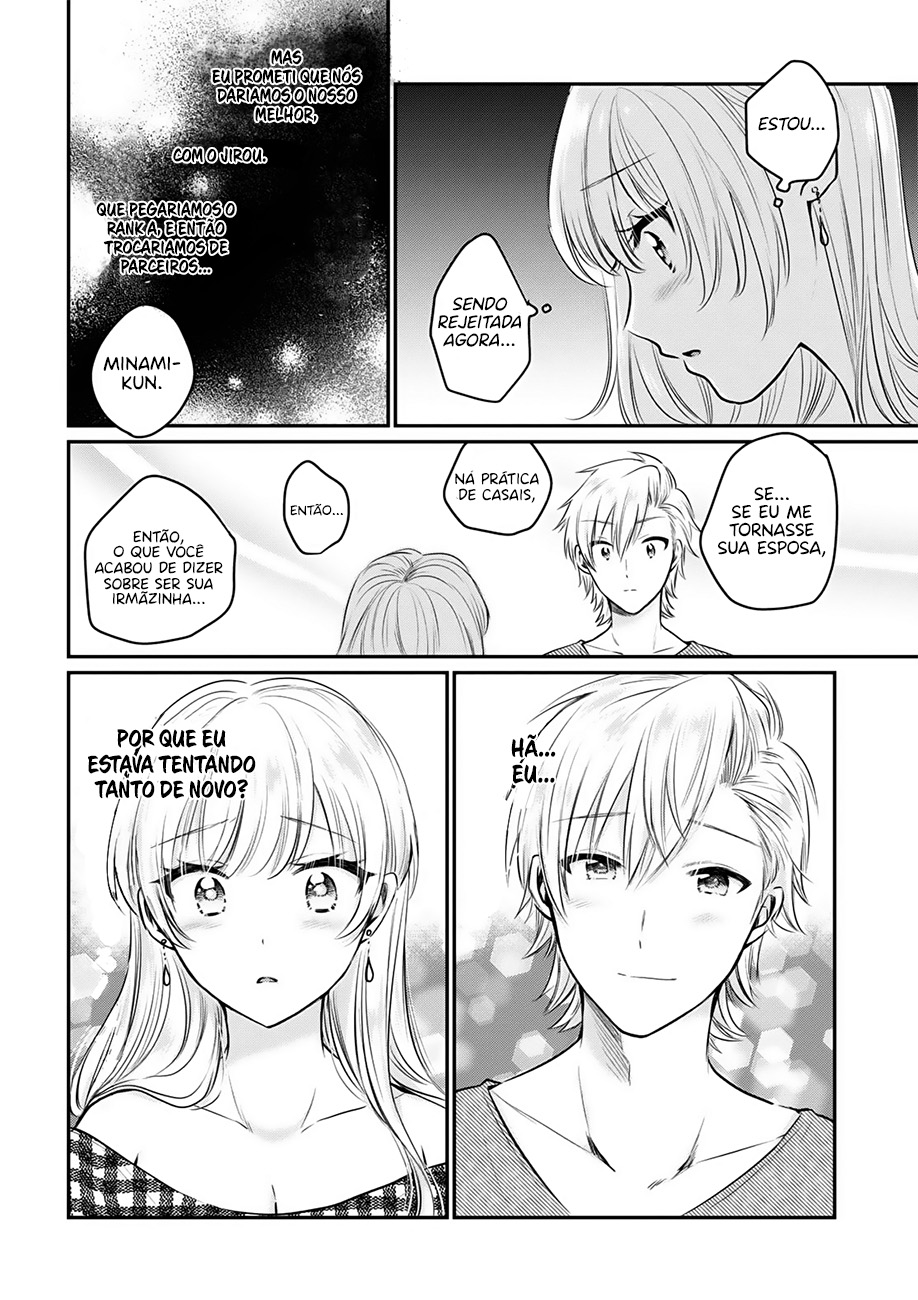 ESTOU...
SENDO
REJEITADA
AGORA...
MAS
EU PROMETI QUE NÓS
DARIAMOS O NOSSO
MELHOR,
COM O JIROU.
QUE PEGARIAMOS O
RANK A, E ENTÃO
TROCARIAMOS DE
PARCEIROS...
MINAMI-
KUN.
SE...
SE EU ME
TORNASSE
SUA ESPOSA,
NA PRÁTICA
DE CASAIS,
ENTÃO...
ENTÃO,
O QUE VOCÊ
ACABOU DE DIZER
SOBRE SER SUA
IRMÃZINHA...
HÃ...
EU...
POR QUE EU
ESTAVA TENTANDO
TANTO DE NOVO?